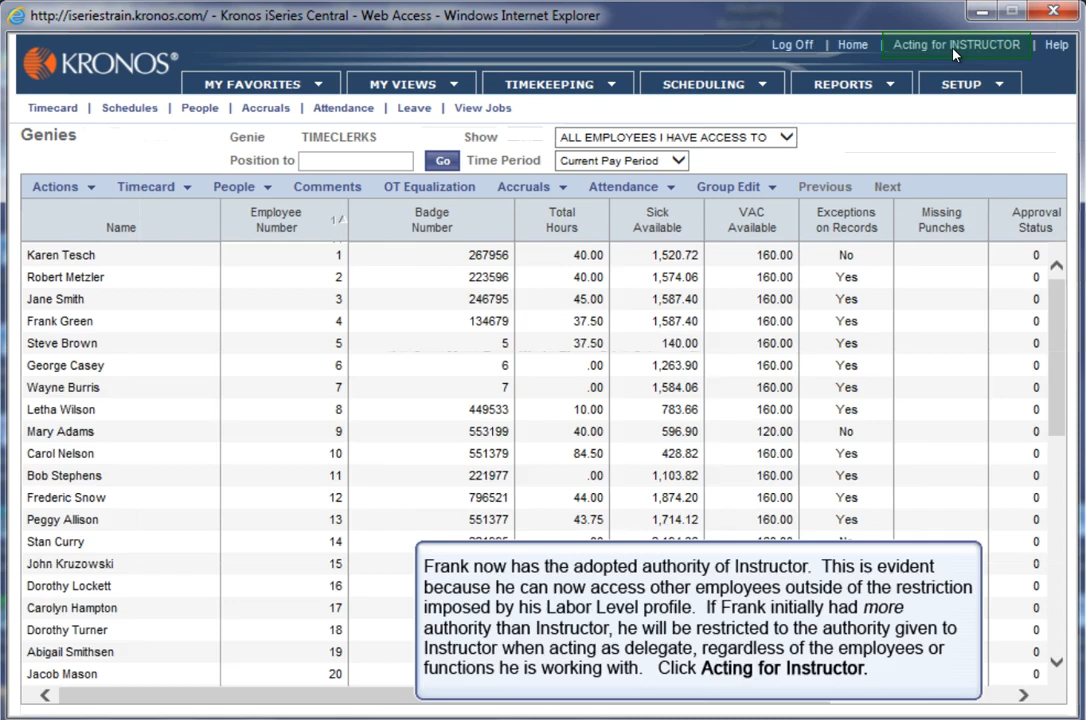 http://iseriestrain.kronos.com/ - Kronos iSeries Central - Web Access - Windows Internet Explorer
Log Off | Home | Acting for INSTRUCTOR | Help
KRONOS®
MY FAVORITES MY VIEWS TIMEKEEPING SCHEDULING REPORTS SETUP
Timecard | Schedules | People | Accruals | Attendance | Leave | View Jobs
Genies Genie TIMECLERKS Show ALL EMPLOYEES I HAVE ACCESS TO
Position to Go Time Period Current Pay Period
Actions Timecard People Comments OT Equalization Accruals Attendance Group Edit Previous Next
Name Employee Number 1 Badge Number Total Hours Sick Available VAC Available Exceptions on Records Missing Punches Approval Status
Karen Tesch 1 267956 40.00 1,520.72 160.00 No 0
Robert Metzler 2 223596 40.00 1,574.06 160.00 Yes 0
Jane Smith 3 246795 45.00 1,587.40 160.00 Yes 0
Frank Green 4 134679 37.50 1,587.40 160.00 Yes 0
Steve Brown 5 5 37.50 140.00 160.00 Yes 0
George Casey 6 6 .00 1,263.90 160.00 Yes 0
Wayne Burris 7 7 .00 1,584.06 160.00 Yes 0
Letha Wilson 8 449533 10.00 783.66 160.00 Yes 0
Mary Adams 9 553199 40.00 596.90 120.00 No 0
Carol Nelson 10 551379 84.50 428.82 160.00 Yes 0
Bob Stephens 11 221977 .00 1,103.82 160.00 Yes 0
Frederic Snow 12 796521 44.00 1,874.20 160.00 Yes 0
Peggy Allison 13 551377 43.75 1,714.12 160.00 Yes 0
Stan Curry 14 0
John Kruzowski 15 0
Dorothy Lockett 16 0
Carolyn Hampton 17 0
Dorothy Turner 18 0
Abigail Smithsen 19 0
Jacob Mason 20 0
Frank now has the adopted authority of Instructor. This is evident
because he can now access other employees outside of the restriction
imposed by his Labor Level profile. If Frank initially had more
authority than Instructor, he will be restricted to the authority given to
Instructor when acting as delegate, regardless of the employees or
functions he is working with. Click Acting for Instructor.